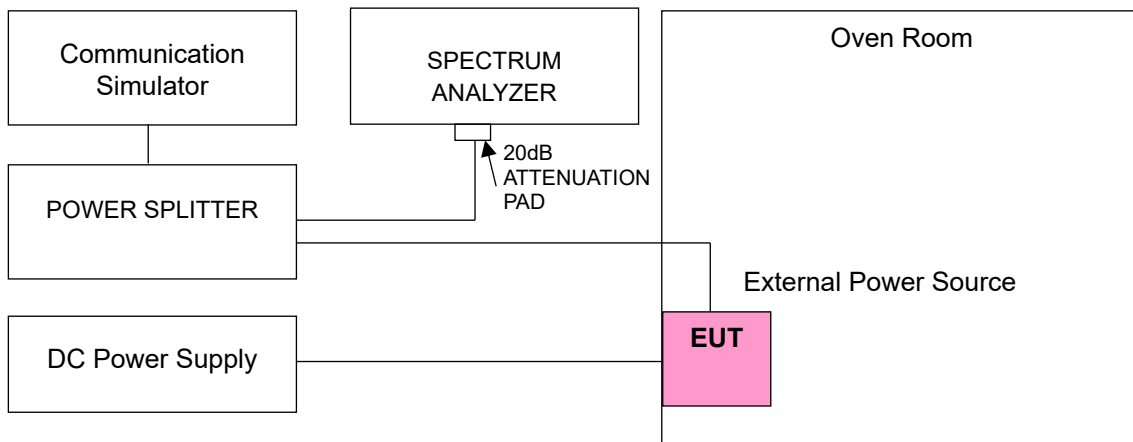 Communication
Simulator
SPECTRUM
ANALYZER
Oven Room
20dB
ATTENUATION
PAD
POWER SPLITTER
External Power Source
EUT
DC Power Supply